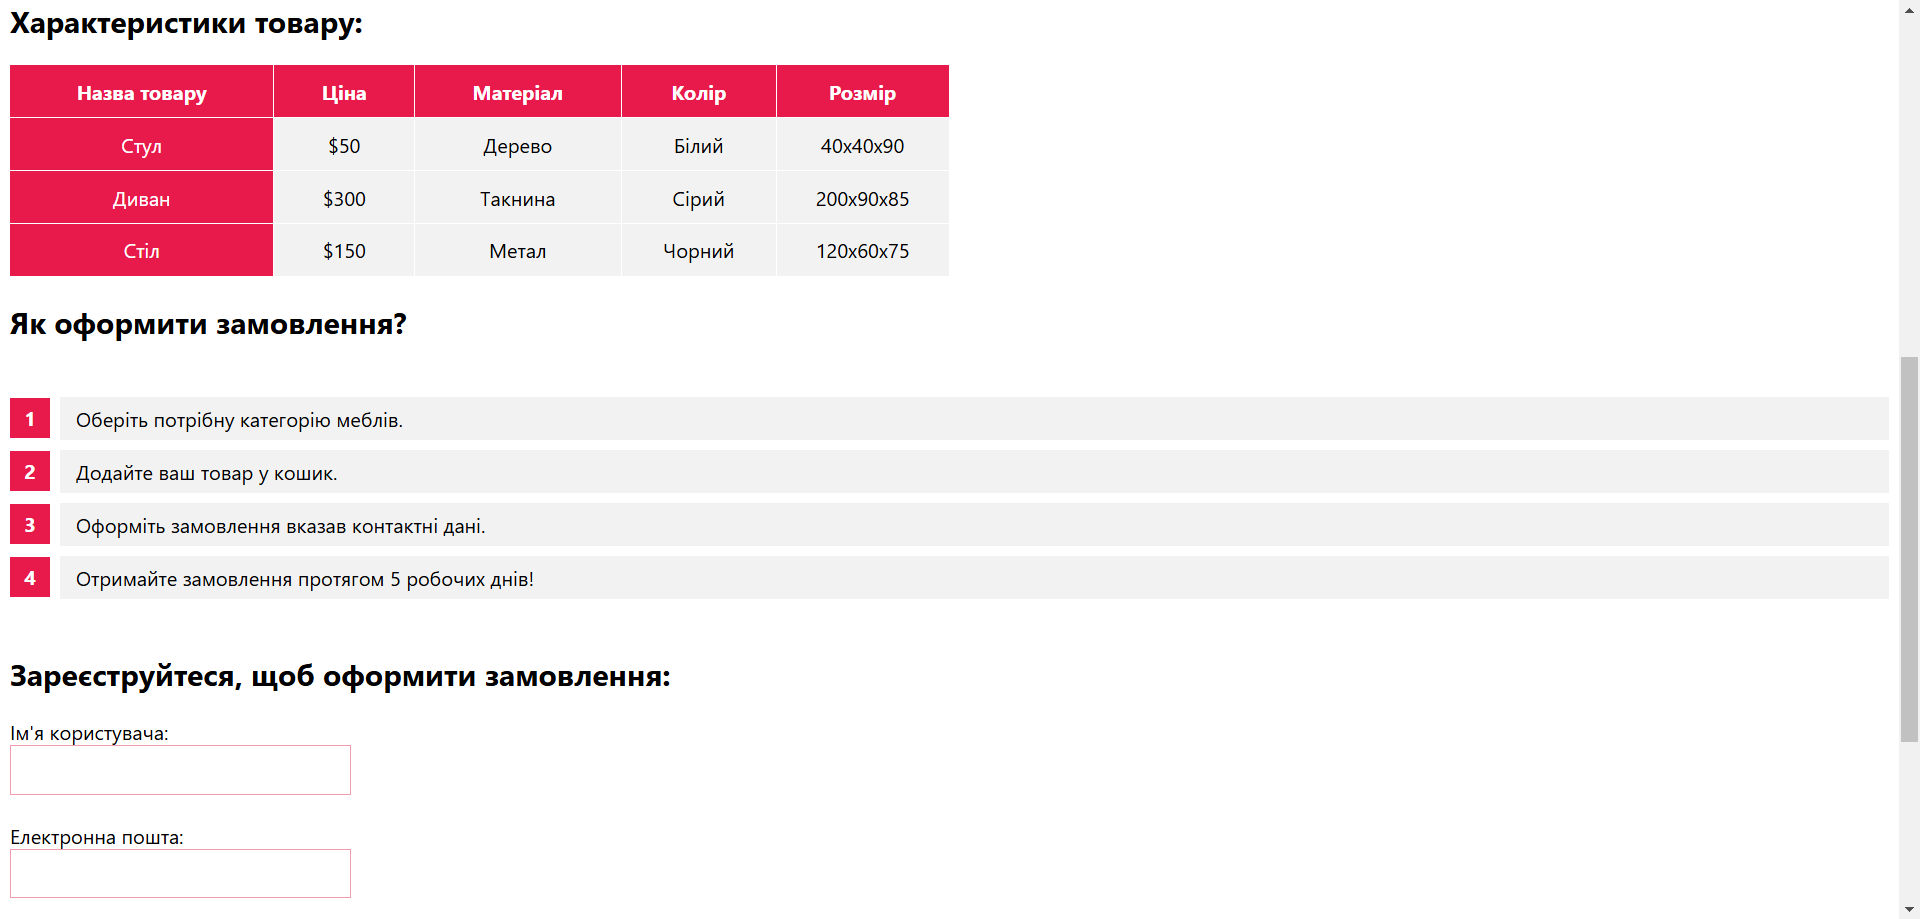 Характеристики товару:
Назва товару Ціна Матеріал Колір Розмір
Стул $50 Дерево Білий 40x40x90
Диван $300 Такнина Сірий 200x90x85
Стіл $150 Метал Чорний 120x60x75
Як оформити замовлення?
1 Оберіть потрібну категорію меблів.
2 Додайте ваш товар у кошик.
3 Оформіть замовлення вказав контактні дані.
4 Отримайте замовлення протягом 5 робочих днів!
Зареєструйтеся, щоб оформити замовлення:
Ім'я користувача:
Електронна пошта: